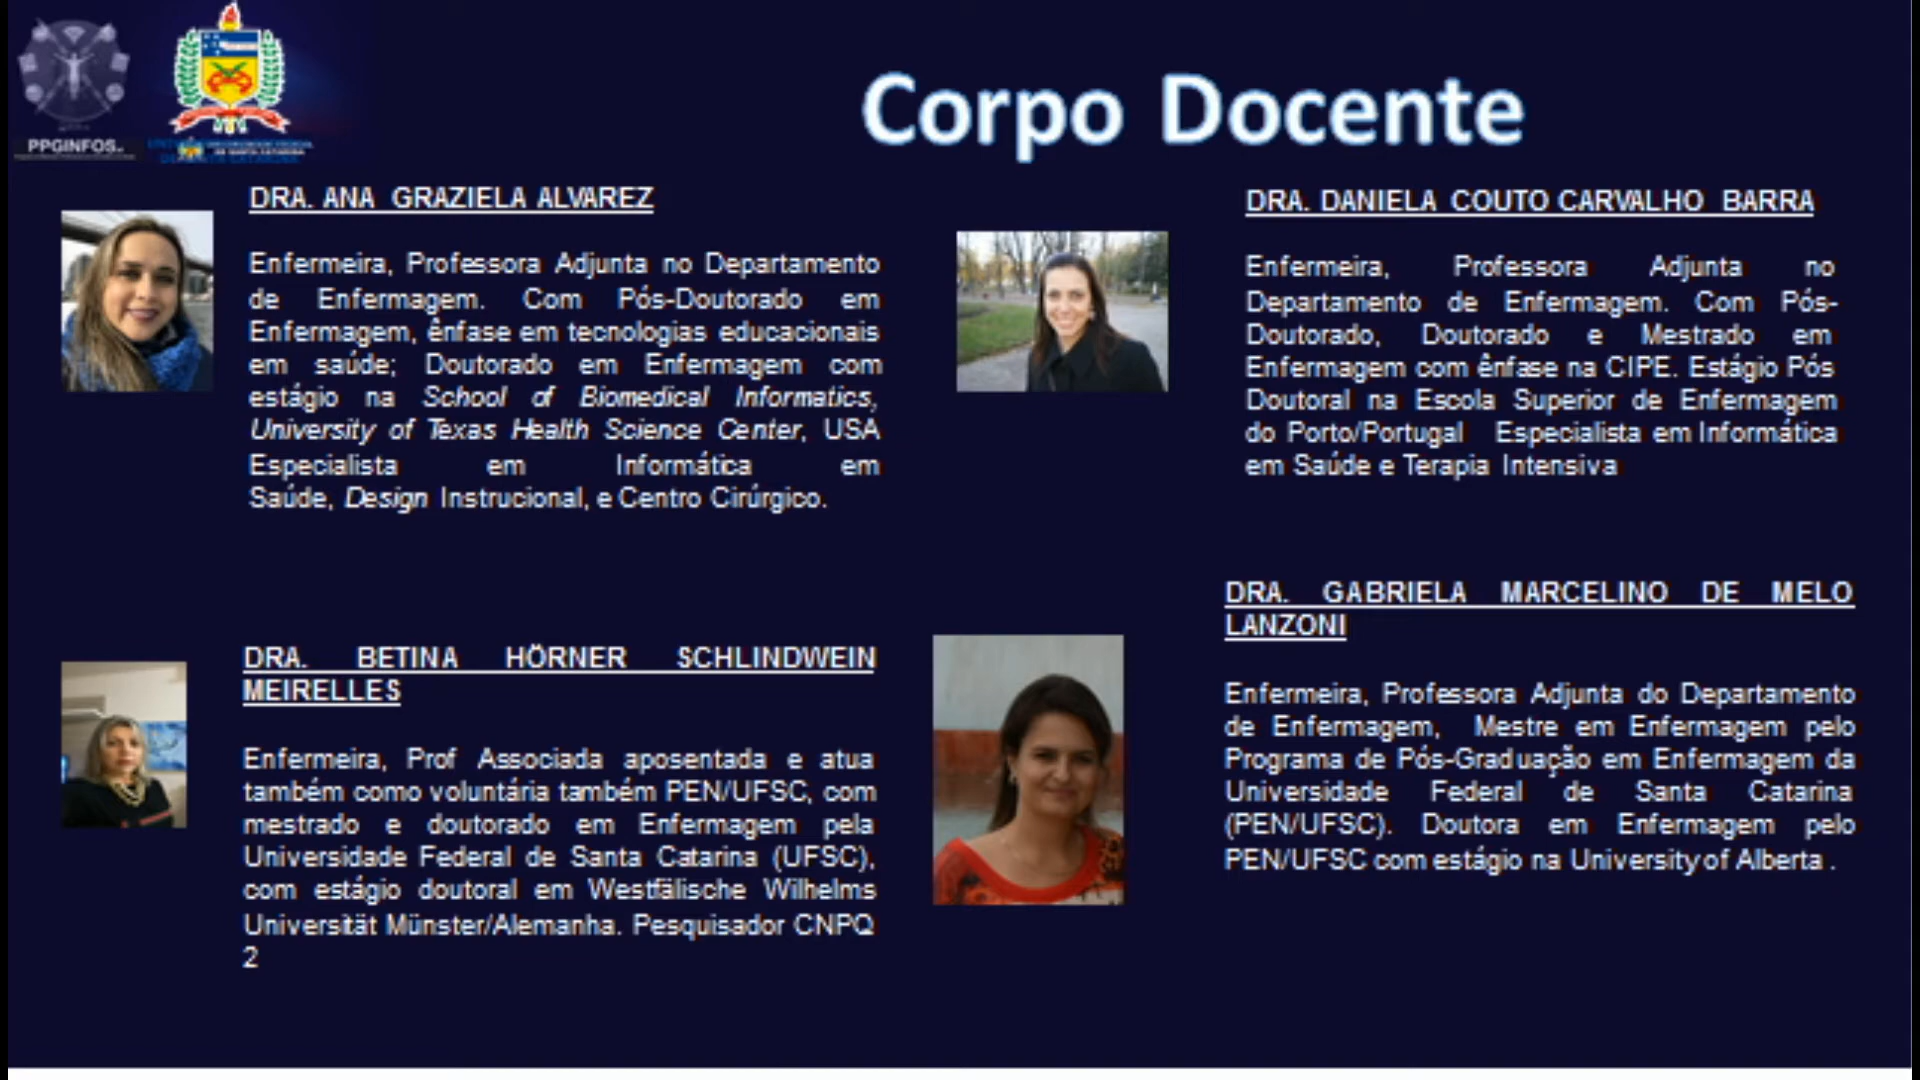 PPGINFOS
Corpo Docente
DRA. ANA GRAZIELA ALVAREZ
Enfermeira, Professora Adjunta no Departamento
de Enfermagem. Com Pós-Doutorado em
Enfermagem, ênfase em tecnologias educacionais
em saúde; Doutorado em Enfermagem com
estágio na School of Biomedical Informatics,
University of Texas Health Science Center, USA
Especialista em Informática em
Saúde, Design Instrucional, e Centro Cirúrgico.
DRA. DANIELA COUTO CARVALHO BARRA
Enfermeira, Professora Adjunta no
Departamento de Enfermagem. Com Pós-
Doutorado, Doutorado e Mestrado em
Enfermagem com ênfase na CIPE. Estágio Pós
Doutoral na Escola Superior de Enfermagem
do Porto/Portugal Especialista em Informática
em Saúde e Terapia Intensiva
DRA. BETINA HÖRNER SCHLINDWEIN
MEIRELLES
Enfermeira, Prof Associada aposentada e atua
também como voluntária também PEN/UFSC, com
mestrado e doutorado em Enfermagem pela
Universidade Federal de Santa Catarina (UFSC),
com estágio doutoral em Westfälische Wilhelms
Universität Münster/Alemanha. Pesquisador CNPQ
2
DRA. GABRIELA MARCELINO DE MELO
LANZONI
Enfermeira, Professora Adjunta do Departamento
de Enfermagem, Mestre em Enfermagem pelo
Programa de Pós-Graduação em Enfermagem da
Universidade Federal de Santa Catarina
(PEN/UFSC). Doutora em Enfermagem pelo
PEN/UFSC com estágio na University of Alberta .